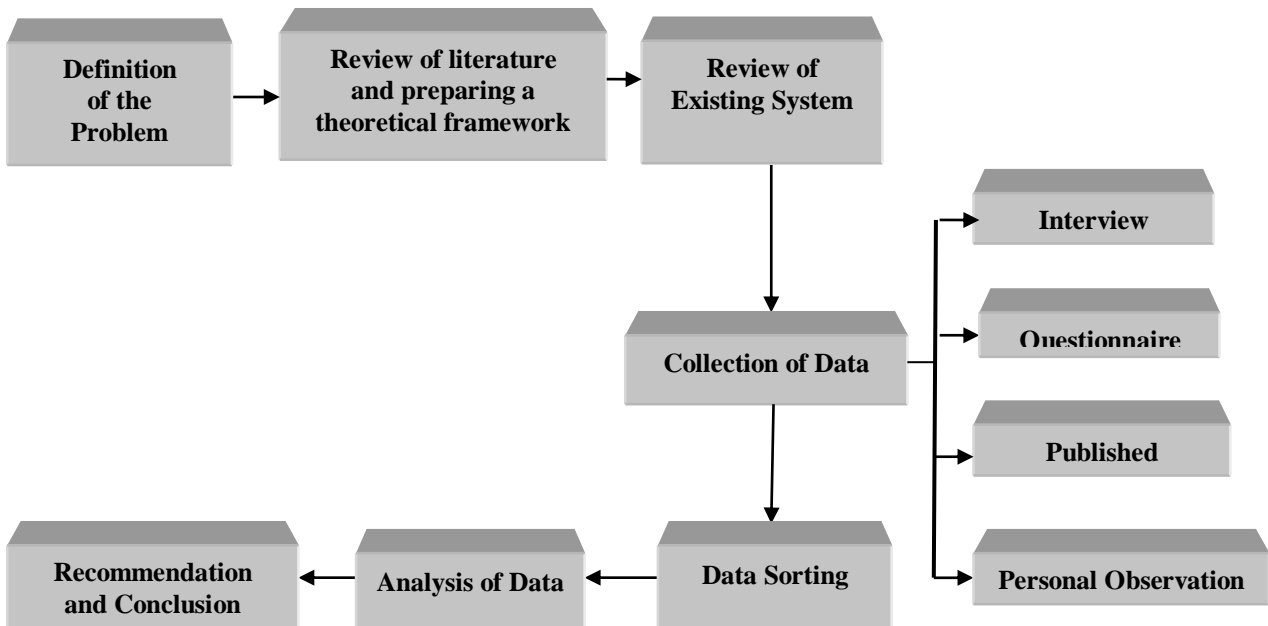 Definition
of the
Problem
Review of literature
and preparing a
theoretical framework
Review of
Existing System
Interview
Questionnaire
Collection of Data
Published
Personal Observation
Data Sorting
Analysis of Data
Recommendation
and Conclusion